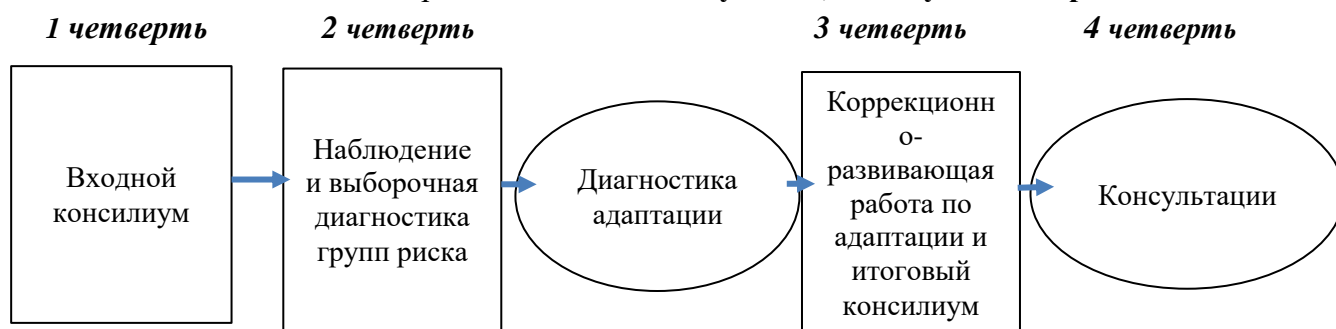 1 четверть
2 четверть
3 четверть
4 четверть
Входной
консилиум
Наблюдение
и выборочная
диагностика
групп риска
Диагностика
адаптации
Коррекционн
о-
развивающая
работа по
адаптации и
итоговый
консилиум
Консультации